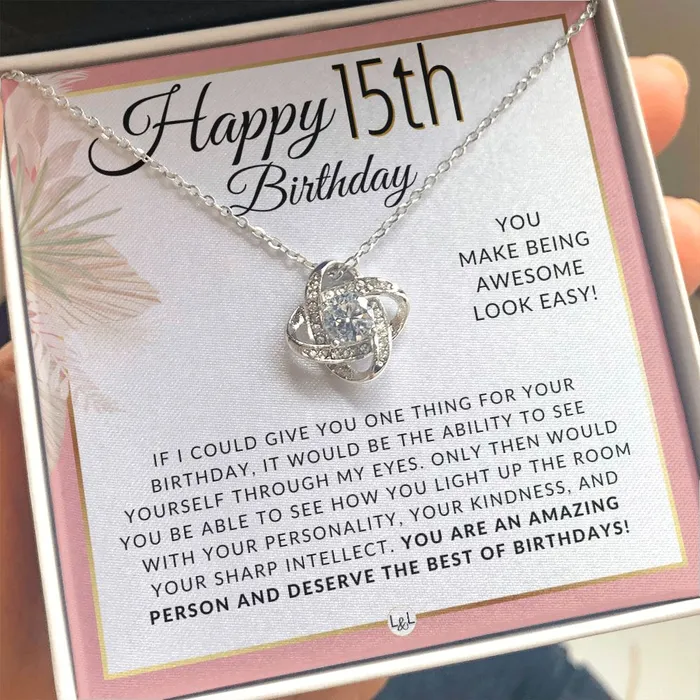 Happy 15th
Birthday
YOU
MAKE BEING
AWESOME
LOOK EASY!
IF I COULD GIVE YOU ONE THING FOR YOUR
BIRTHDAY, IT WOULD BE THE ABILITY TO SEE
YOURSELF THROUGH MY EYES. ONLY THEN WOULD
YOU BE ABLE TO SEE HOW YOU LIGHT UP THE ROOM
WITH YOUR PERSONALITY, YOUR KINDNESS, AND
YOUR SHARP INTELLECT. YOU ARE AN AMAZING
PERSON AND DESERVE THE BEST OF BIRTHDAYS!
L&L